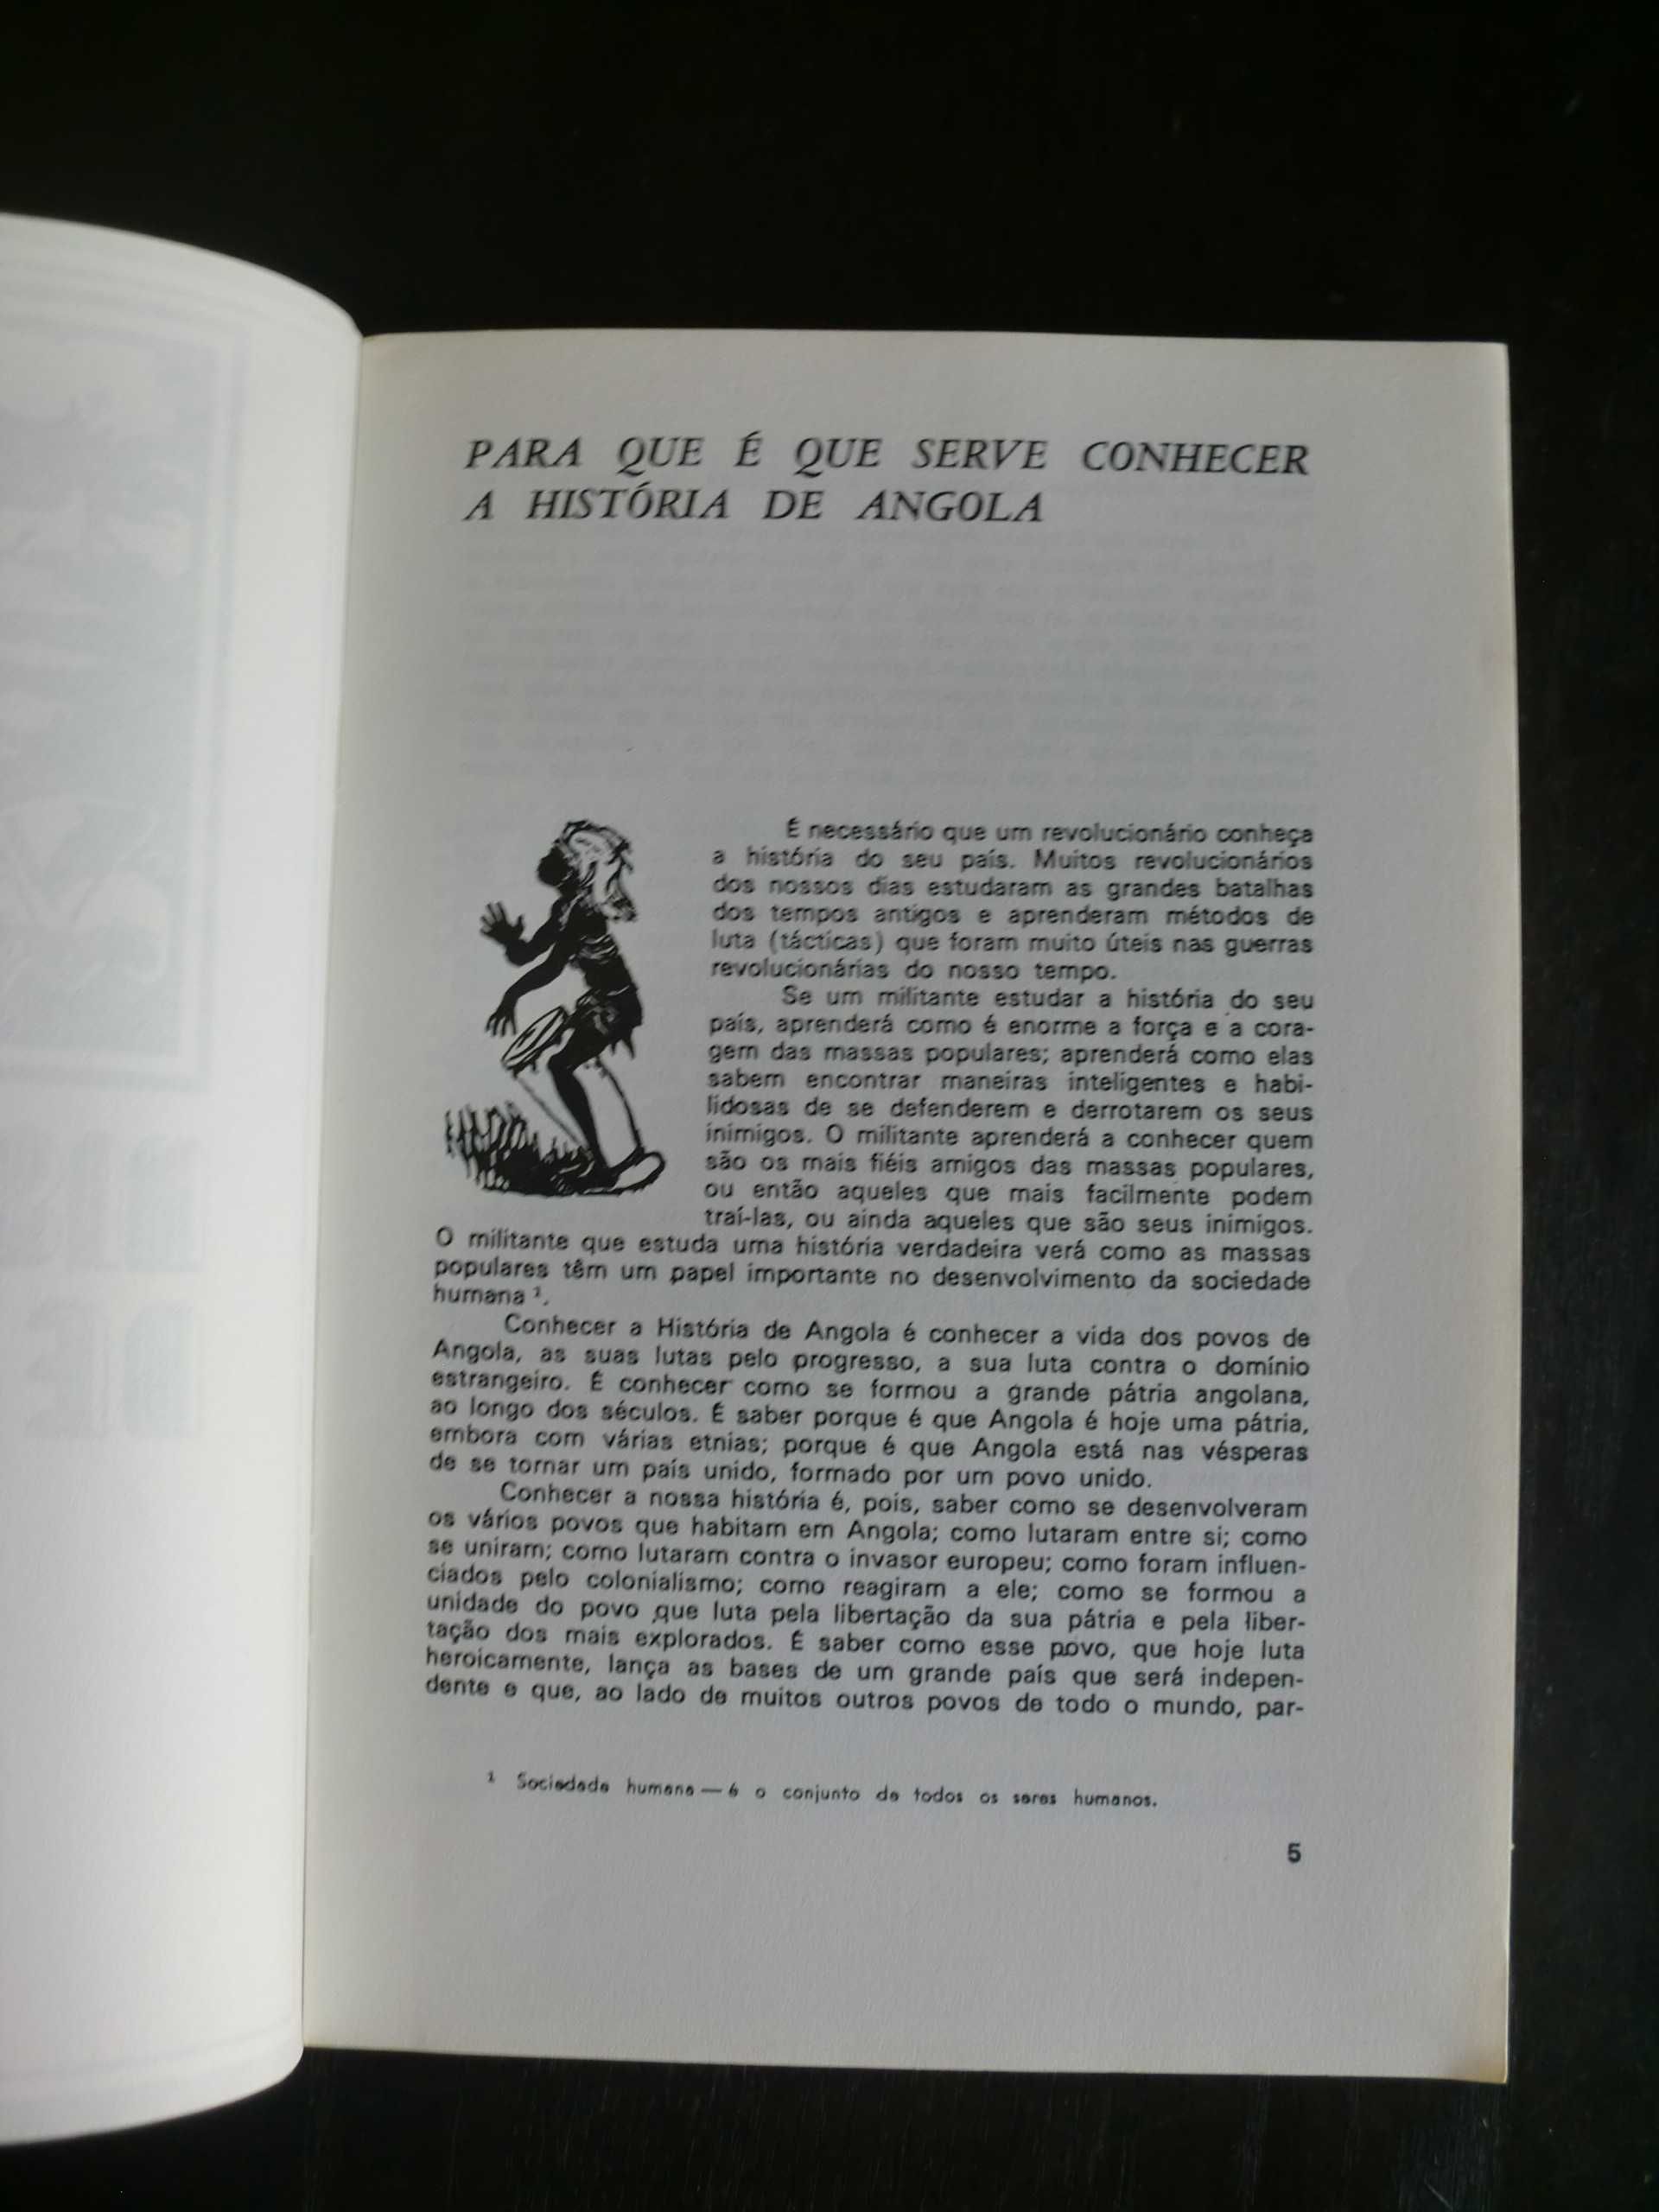 PARA QUE É QUE SERVE CONHECER
A HISTÓRIA DE ANGOLA
É necessário que um revolucionário conheça
a história do seu país. Muitos revolucionários
dos nossos dias estudaram as grandes batalhas
dos tempos antigos e aprenderam métodos de
luta (tácticas) que foram muito úteis nas guerras
revolucionárias do nosso tempo.
Se um militante estudar a história do seu
país, aprenderá como é enorme a força e a cora-
gem das massas populares; aprenderá como elas
sabem encontrar maneiras inteligentes e habi-
lidosas de se defenderem e derrotarem os seus
inimigos. O militante aprenderá a conhecer quem
são os mais fiéis amigos das massas populares,
ou então aqueles que mais facilmente podem
traí-las, ou ainda aqueles que são seus inimigos.
O militante que estuda uma história verdadeira verá como as massas
populares têm um papel importante no desenvolvimento da sociedade
humana ¹.
Conhecer a História de Angola é conhecer a vida dos povos de
Angola, as suas lutas pelo progresso, a sua luta contra o domínio
estrangeiro. É conhecer como se formou a grande pátria angolana,
ao longo dos séculos. É saber porque é que Angola é hoje uma pátria,
embora com várias etnias; porque é que Angola está nas vésperas
de se tornar um país unido, formado por um povo unido.
Conhecer a nossa história é, pois, saber como se desenvolveram
os vários povos que habitam em Angola; como lutaram entre si; como
se uniram; como lutaram contra o invasor europeu; como foram influen-
ciados pelo colonialismo; como reagiram a ele; como se formou a
unidade do povo que luta pela libertação da sua pátria e pela liber-
tação dos mais explorados. É saber como esse povo, que hoje luta
heroicamente, lança as bases de um grande país que será indepen-
dente e que, ao lado de muitos outros povos de todo o mundo, par-
¹ Sociedade humana — é o conjunto de todos os seres humanos.
5